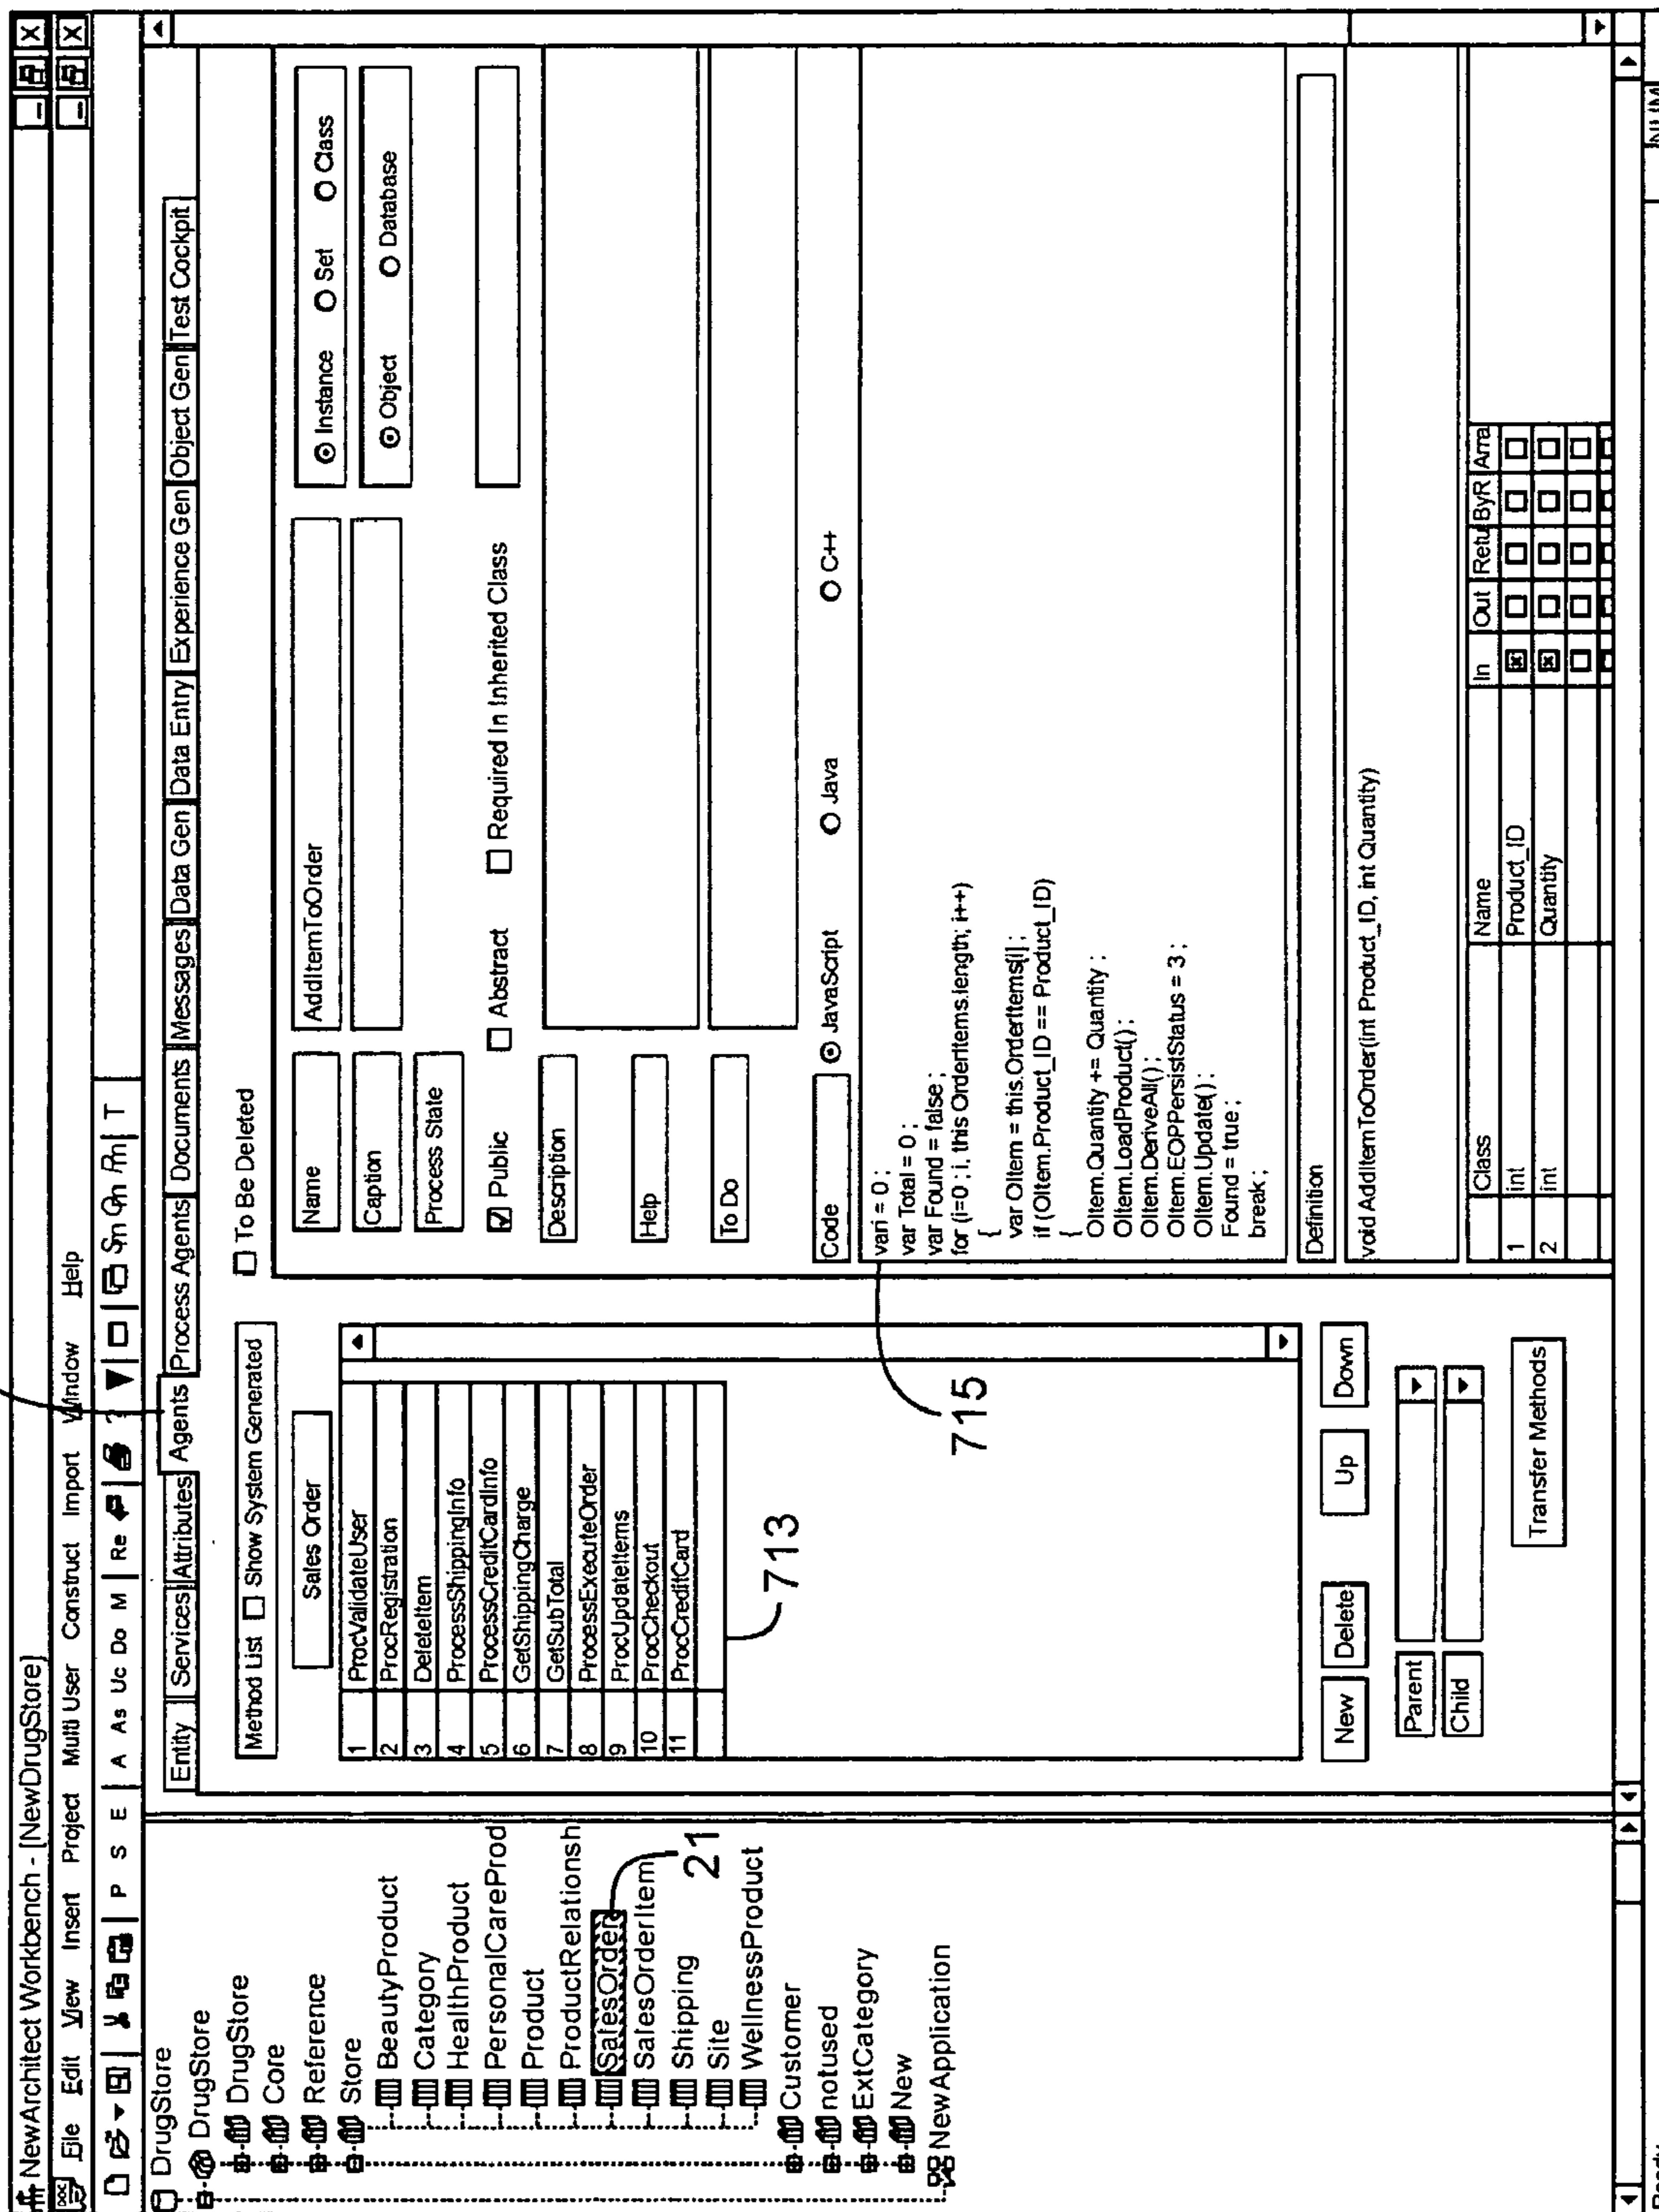 NewArchitect Workbench - [NewDrugStore]
File Edit View Insert Project Multi User Construct Import Window Help
P S E A As Uc Do M Re ? Sm Qn Rn T
DrugStore
DrugStore
DrugStore
Core
Reference
Store
BeautyProduct
Category
HealthProduct
PersonalCareProd
Product
ProductRelationsh
SalesOrder
SalesOrderItem
Shipping
Site
WellnessProduct
Customer
notused
ExtCategory
New
NewApplication
21
Entity Services Attributes Agents Process Agents Documents Messages Data Gen Data Entry Experience Gen Object Gen Test Cockpit
Method List Show System Generated
Sales Order
1 ProcValidateUser
2 ProcRegistration
3 DeleteItem
4 ProcessShippingInfo
5 ProcessCreditCardInfo
6 GetShippingCharge
7 GetSubTotal
8 ProcessExecuteOrder
9 ProcUpdateItems
10 ProcCheckout
11 ProcCreditCard
713
New Delete Up Down
Parent
Child
Transfer Methods
To Be Deleted
Name AddItemToOrder Instance Set Class
Caption Object Database
Process State
Public Abstract Required In Inherited Class
Description
Help
To Do
Code JavaScript Java C++
vari = 0 ;
var Total = 0 ;
var Found = false ;
for (i=0 ; i, this OrderItems.length; i++)
{
var OItem = this.OrderItems[i] ;
if (OItem.Product_ID == Product_ID)
{
OItem.Quantity += Quantity ;
OItem.LoadProduct() ;
OItem.DeriveAll() ;
OItem.EOPPersistStatus = 3 ;
OItem.Update() ;
Found = true ;
break ;
715
Definition
void AddItemToOrder(int Product_ID, int Quantity)
Class Name In Out Retu ByR Arra
1 int Product_ID
2 int Quantity